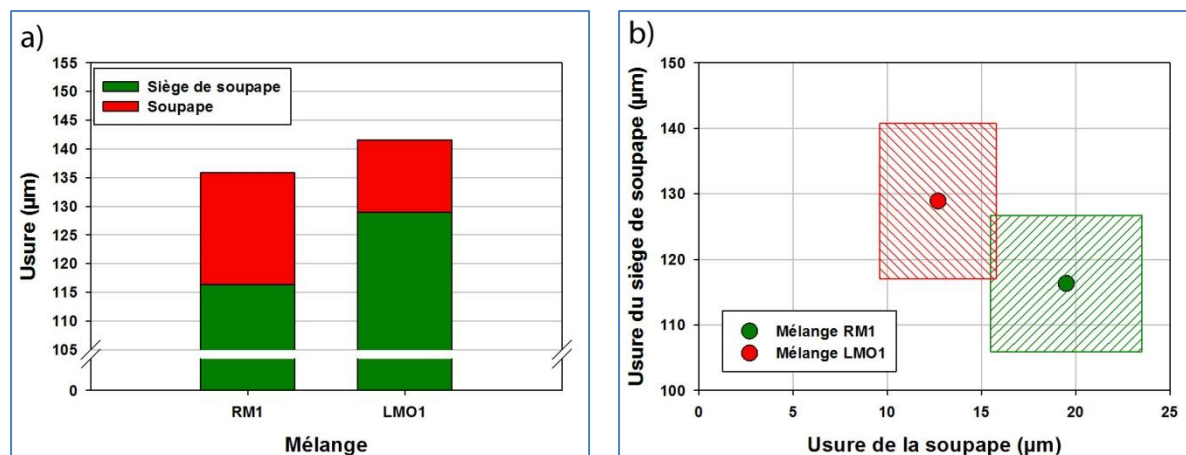 a)
Usure (µm)
155
150
145
140
135
130
125
120
115
110
105
0
Siège de soupape
Soupape
RM1
LMO1
Mélange
b)
Usure du siège de soupape (µm)
150
140
130
120
110
100
Mélange RM1
Mélange LMO1
0
5
10
15
20
25
Usure de la soupape (µm)